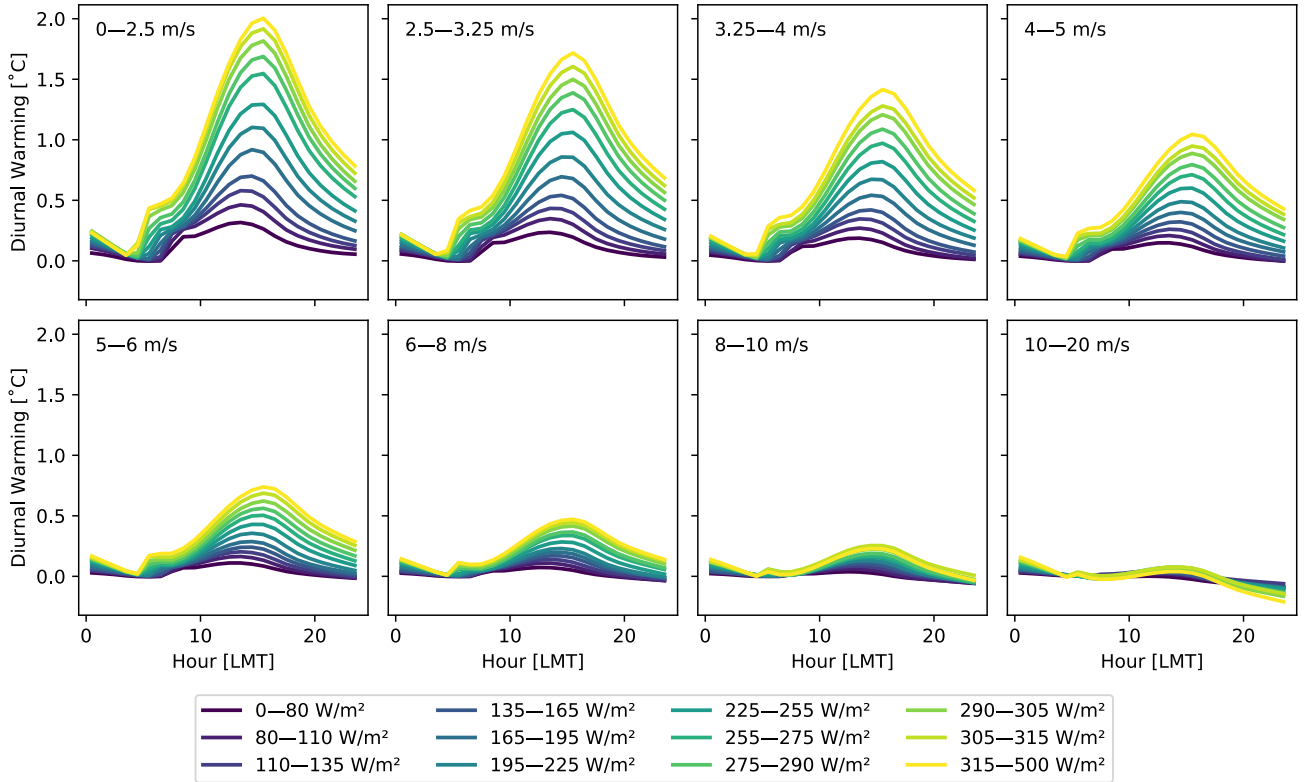 2.0
1.5
1.0
0.5
0.0
Diurnal Warming [˚C]
0—2.5 m/s
2.5—3.25 m/s
3.25—4 m/s
4—5 m/s
2.0
1.5
1.0
0.5
0.0
Diurnal Warming [˚C]
5—6 m/s
6—8 m/s
8—10 m/s
10—20 m/s
0 10 20
0 10 20
0 10 20
0 10 20
Hour [LMT]
Hour [LMT]
Hour [LMT]
Hour [LMT]
0—80 W/m²
80—110 W/m²
110—135 W/m²
135—165 W/m²
165—195 W/m²
195—225 W/m²
225—255 W/m²
255—275 W/m²
275—290 W/m²
290—305 W/m²
305—315 W/m²
315—500 W/m²